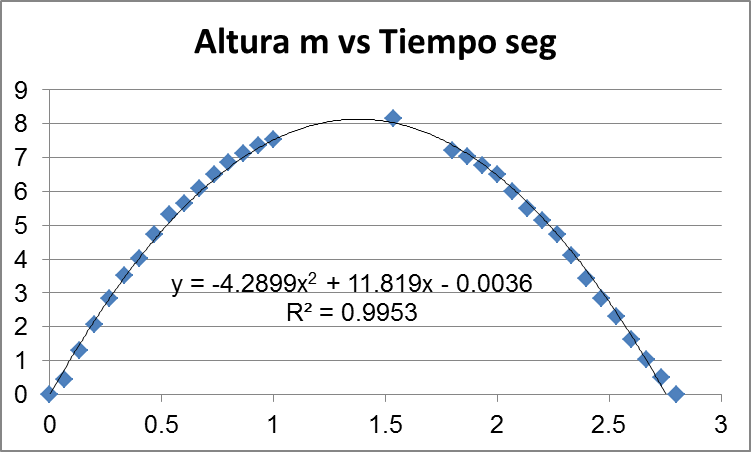 Altura m vs Tiempo seg
9
8
7
6
5
4
3
2
1
0
y = -4.2899x² + 11.819x - 0.0036
R² = 0.9953
0 0.5 1 1.5 2 2.5 3